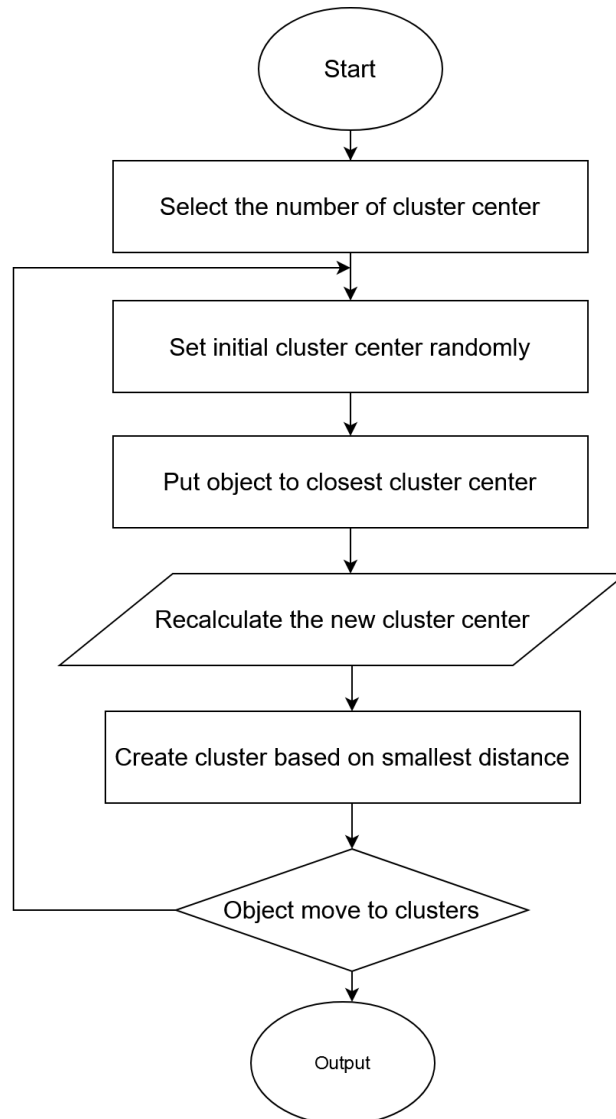 Start
Select the number of cluster center
Set initial cluster center randomly
Put object to closest cluster center
Recalculate the new cluster center
Create cluster based on smallest distance
Object move to clusters
Output